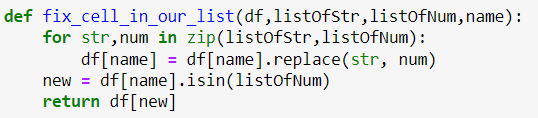 def fix_cell_in_our_list(df,listOfStr,listOfNum,name):
    for str,num in zip(listOfStr,listOfNum):
        df[name] = df[name].replace(str, num)
    new = df[name].isin(listOfNum)
    return df[new]